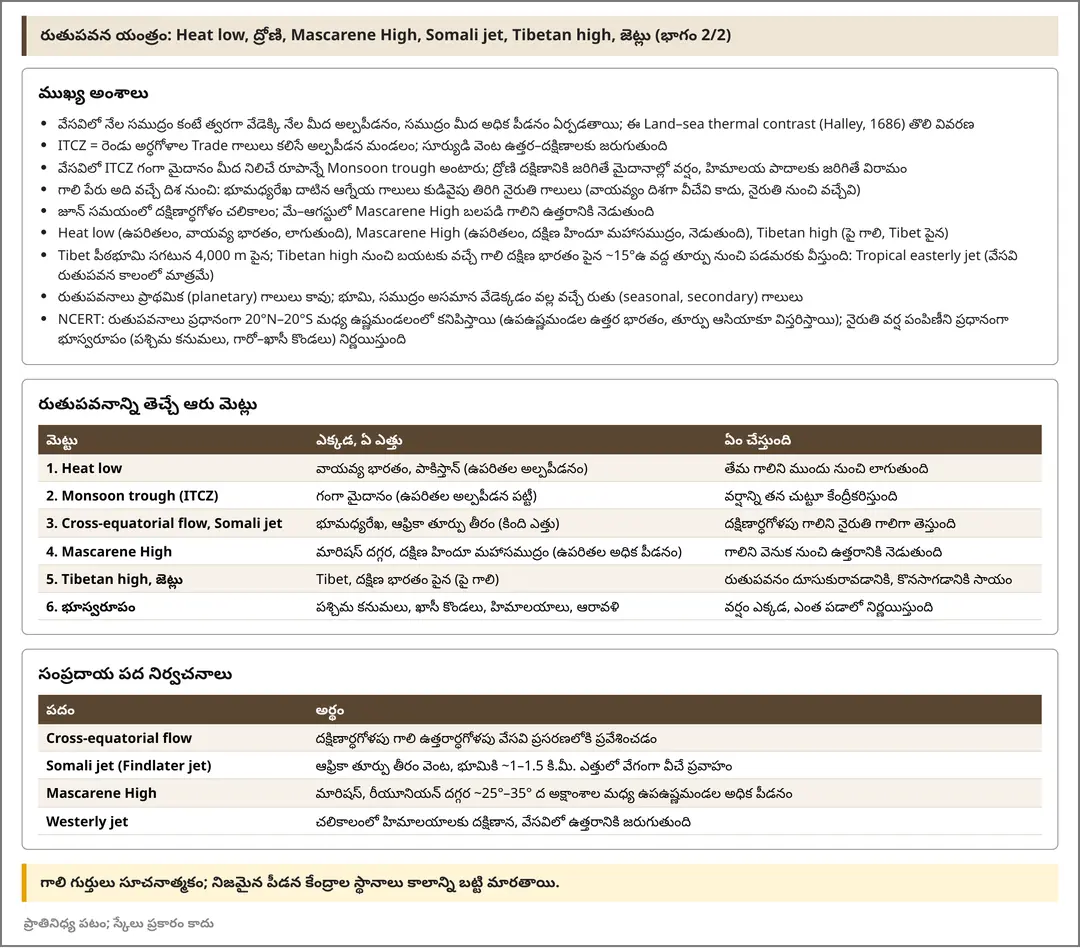 రుతుపవన యంత్రం: Heat low, ద్రోణి, Mascarene High, Somali jet, Tibetan high, జెట్లు (భాగం 2/2)
ముఖ్య అంశాలు
• వేసవిలో నేల సముద్రం కంటే త్వరగా వేడెక్కి నేల మీద అల్పపీడనం, సముద్రం మీద అధిక పీడనం ఏర్పడతాయి; ఈ Land–sea thermal contrast (Halley, 1686) తొలి వివరణ
• ITCZ = రెండు అర్ధగోళాల Trade గాలులు కలిసే అల్పపీడన మండలం; సూర్యుడి వెంట ఉత్తర–దక్షిణాలకు జరుగుతుంది
• వేసవిలో ITCZ గంగా మైదానం మీద నిలిచే రూపాన్నే Monsoon trough అంటారు; ద్రోణి దక్షిణానికి జరిగితే మైదానాల్లో వర్షం, హిమాలయ పాదాలకు జరిగితే విరామం
• గాలి పేరు అది వచ్చే దిశ నుంచి: భూమధ్యరేఖ దాటిన ఆగ్నేయ గాలులు కుడివైపు తిరిగి నైరుతి గాలులు (వాయవ్యం దిశగా వీచేవి కాదు, నైరుతి నుంచి వచ్చేవి)
• జూన్ సమయంలో దక్షిణార్ధగోళం చలికాలం; మే–ఆగస్టులో Mascarene High బలపడి గాలిని ఉత్తరానికి నెడుతుంది
• Heat low (ఉపరితలం, వాయవ్య భారతం, లాగుతుంది), Mascarene High (ఉపరితలం, దక్షిణ హిందూ మహాసముద్రం, నెడుతుంది), Tibetan high (పై గాలి, Tibet పైన)
• Tibet పీఠభూమి సగటున 4,000 m పైన; Tibetan high నుంచి బయటకు వచ్చే గాలి దక్షిణ భారతం పైన ~15°ఉ వద్ద తూర్పు నుంచి పడమరకు వీస్తుంది: Tropical easterly jet (వేసవి
రుతుపవన కాలంలో మాత్రమే)
• రుతుపవనాలు ప్రాథమిక (planetary) గాలులు కావు; భూమి, సముద్రం అసమాన వేడెక్కడం వల్ల వచ్చే రుతు (seasonal, secondary) గాలులు
• NCERT: రుతుపవనాలు ప్రధానంగా 20°N–20°S మధ్య ఉష్ణమండలంలో కనిపిస్తాయి (ఉపఉష్ణమండల ఉత్తర భారతం, తూర్పు ఆసియాకూ విస్తరిస్తాయి); నైరుతి వర్ష పంపిణీని ప్రధానంగా
భూస్వరూపం (పశ్చిమ కనుమలు, గారో–ఖాసీ కొండలు) నిర్ణయిస్తుంది
రుతుపవనాన్ని తెచ్చే ఆరు మెట్లు
మెట్టు ఎక్కడ, ఏ ఎత్తు ఏం చేస్తుంది
1. Heat low వాయవ్య భారతం, పాకిస్తాన్ (ఉపరితల అల్పపీడనం) తేమ గాలిని ముందు నుంచి లాగుతుంది
2. Monsoon trough (ITCZ) గంగా మైదానం (ఉపరితల అల్పపీడన పట్టీ) వర్షాన్ని తన చుట్టూ కేంద్రీకరిస్తుంది
3. Cross-equatorial flow, Somali jet భూమధ్యరేఖ, ఆఫ్రికా తూర్పు తీరం (కింది ఎత్తు) దక్షిణార్ధగోళపు గాలిని నైరుతి గాలిగా తెస్తుంది
4. Mascarene High మారిషస్ దగ్గర, దక్షిణ హిందూ మహాసముద్రం (ఉపరితల అధిక పీడనం) గాలిని వెనుక నుంచి ఉత్తరానికి నెడుతుంది
5. Tibetan high, జెట్లు Tibet, దక్షిణ భారతం పైన (పై గాలి) రుతుపవనం దూసుకురావడానికి, కొనసాగడానికి సాయం
6. భూస్వరూపం పశ్చిమ కనుమలు, ఖాసీ కొండలు, హిమాలయాలు, ఆరావళి వర్షం ఎక్కడ, ఎంత పడాలో నిర్ణయిస్తుంది
సంప్రదాయ పద నిర్వచనాలు
పదం అర్థం
Cross-equatorial flow దక్షిణార్ధగోళపు గాలి ఉత్తరార్ధగోళపు వేసవి ప్రసరణలోకి ప్రవేశించడం
Somali jet (Findlater jet) ఆఫ్రికా తూర్పు తీరం వెంట, భూమికి ~1–1.5 కి.మీ. ఎత్తులో వేగంగా వీచే ప్రవాహం
Mascarene High మారిషస్, రీయూనియన్ దగ్గర ~25°–35° ద అక్షాంశాల మధ్య ఉపఉష్ణమండల అధిక పీడనం
Westerly jet చలికాలంలో హిమాలయాలకు దక్షిణాన, వేసవిలో ఉత్తరానికి జరుగుతుంది
గాలి గుర్తులు సూచనాత్మకం; నిజమైన పీడన కేంద్రాల స్థానాలు కాలాన్ని బట్టి మారతాయి.
ప్రాతినిధ్య పటం; స్కేలు ప్రకారం కాదు